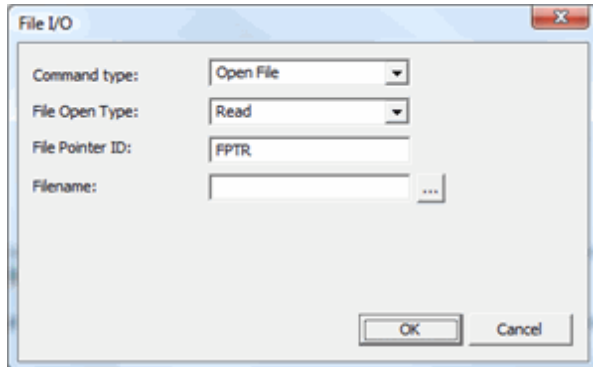 File I/O
Command type: Open File
File Open Type: Read
File Pointer ID: FPTR
Filename: ...
OK Cancel